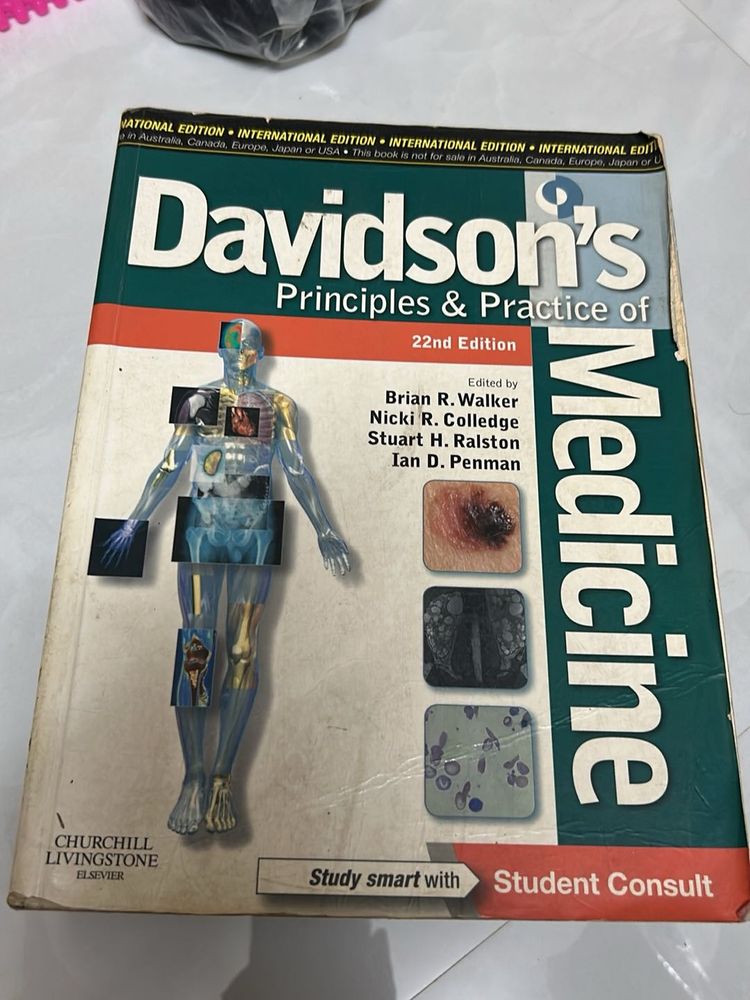 NATIONAL EDITION • INTERNATIONAL EDITION • INTERNATIONAL EDITION • INTERNATIONAL EDITI
in Australia, Canada, Europe, Japan or USA • This book is not for sale in Australia, Canada, Europe, Japan or U
Davidson's
Principles & Practice of
Medicine
22nd Edition
Edited by
Brian R. Walker
Nicki R. Colledge
Stuart H. Ralston
Ian D. Penman
CHURCHILL
LIVINGSTONE
ELSEVIER
Study smart with Student Consult